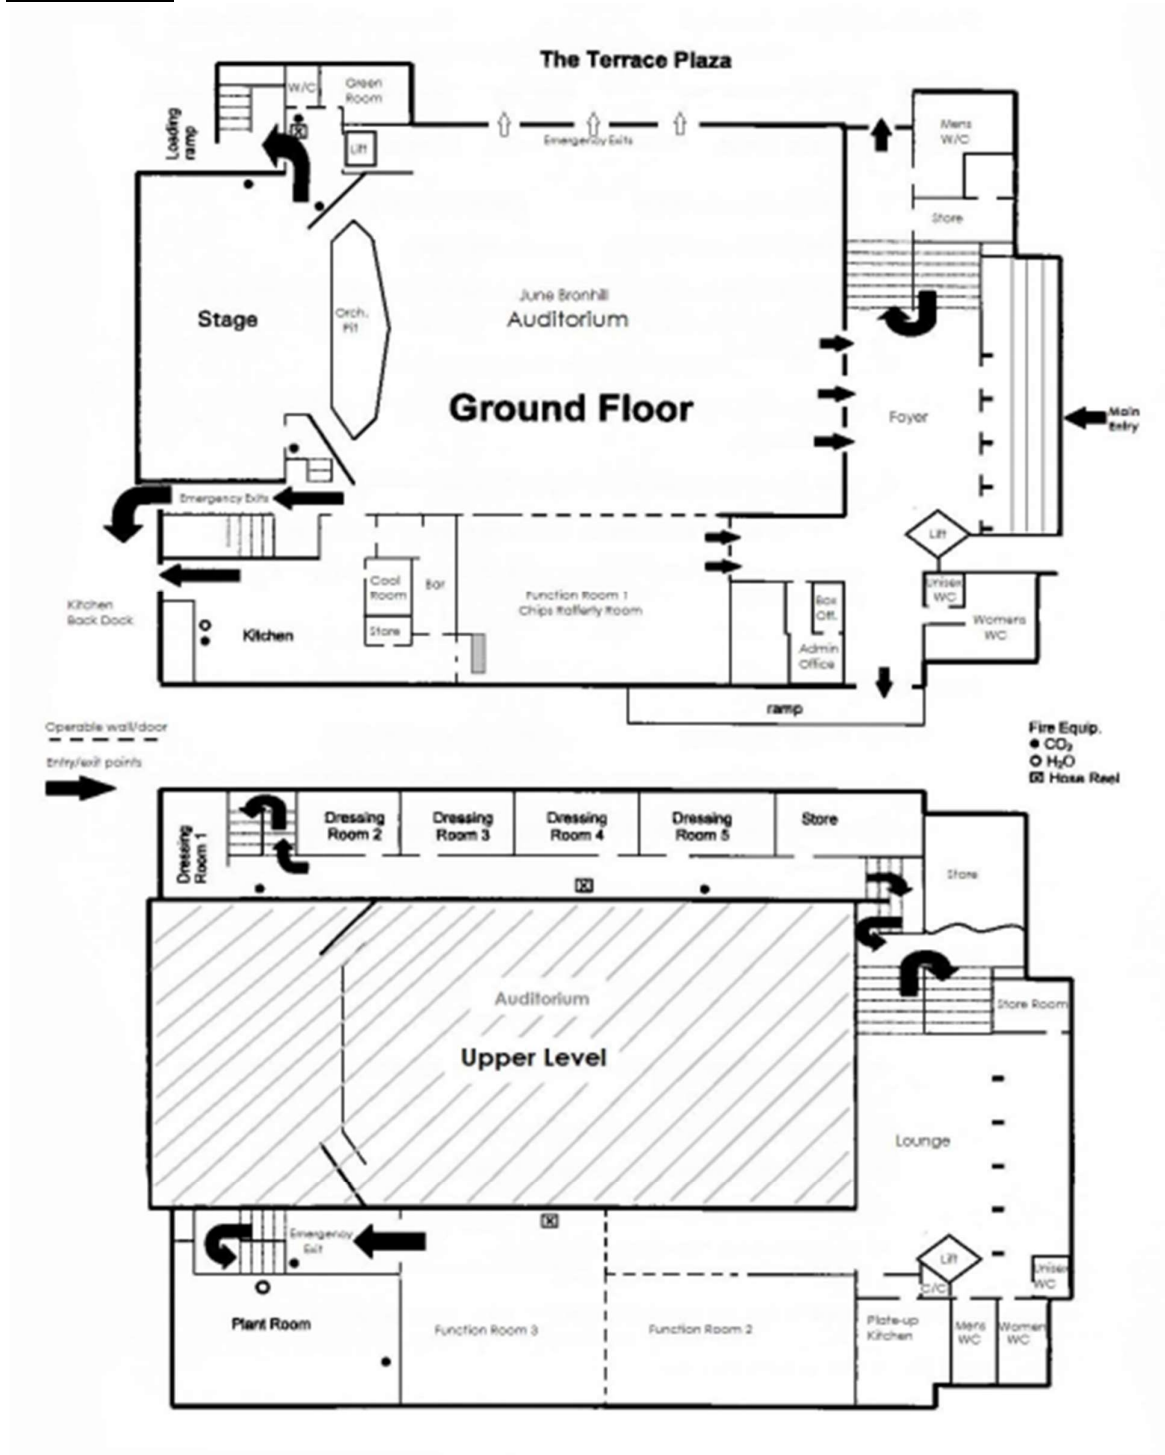 The Terrace Plaza
W/C
Green
Room
Loading
ramp
Lift
Emergency Exits
Mens
W/C
Store
Stage
Orch.
Pit
June Bronhill
Auditorium
Ground Floor
Foyer
Main
Entry
Emergency Exits
Lift
Cool
Room
Bar
Function Room 1
Chips Rafferty Room
Box
Off.
Unisex
WC
Womens
WC
Kitchen
Back Dock
Kitchen
Store
Admin
Office
ramp
Operable wall/door
Entry/exit points
Fire Equip.
CO₂
H₂O
Hose Reel
Dressing
Room 1
Dressing
Room 2
Dressing
Room 3
Dressing
Room 4
Dressing
Room 5
Store
Store
Auditorium
Upper Level
Store Room
Lounge
Emergency
Exit
Lift
C/C
Unisex
WC
Plant Room
Function Room 3
Function Room 2
Plate-up
Kitchen
Mens
WC
Women
WC